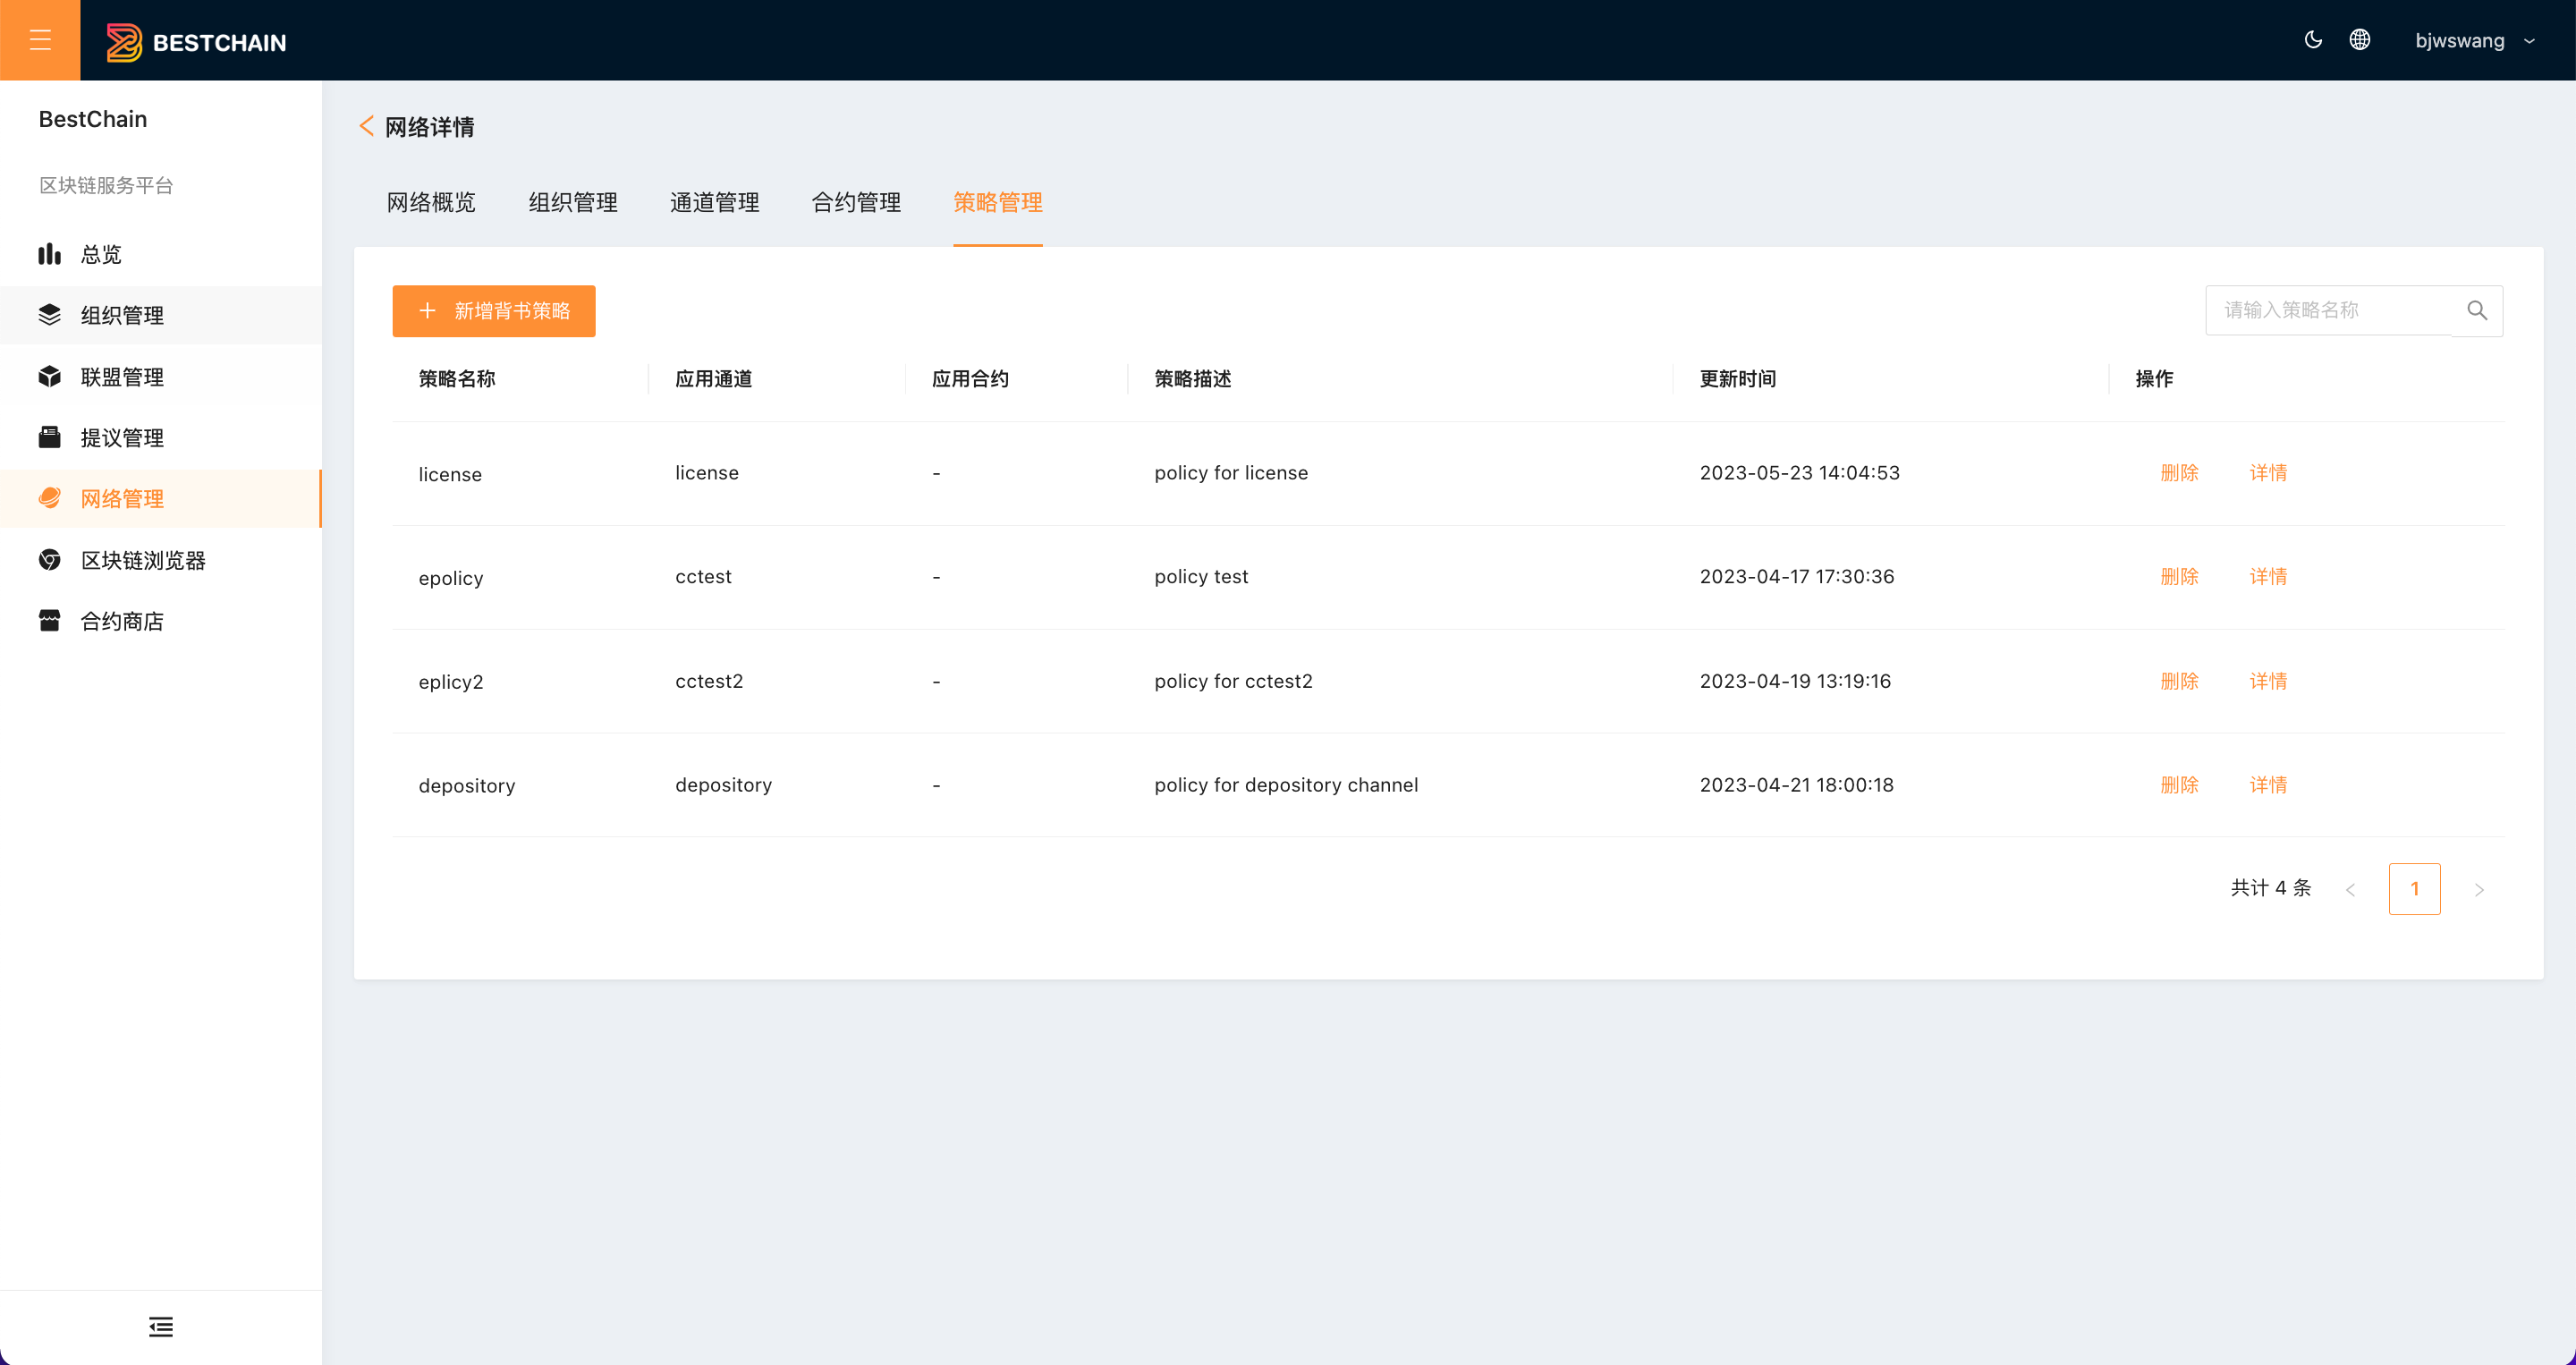 BESTCHAIN
bjwswang
BestChain
区块链服务平台
总览
组织管理
联盟管理
提议管理
网络管理
区块链浏览器
合约商店
网络详情
网络概览 组织管理 通道管理 合约管理 策略管理
+ 新增背书策略 请输入策略名称
策略名称 应用通道 应用合约 策略描述 更新时间 操作
license license - policy for license 2023-05-23 14:04:53 删除 详情
epolicy cctest - policy test 2023-04-17 17:30:36 删除 详情
eplicy2 cctest2 - policy for cctest2 2023-04-19 13:19:16 删除 详情
depository depository - policy for depository channel 2023-04-21 18:00:18 删除 详情
共计 4 条 < 1 >